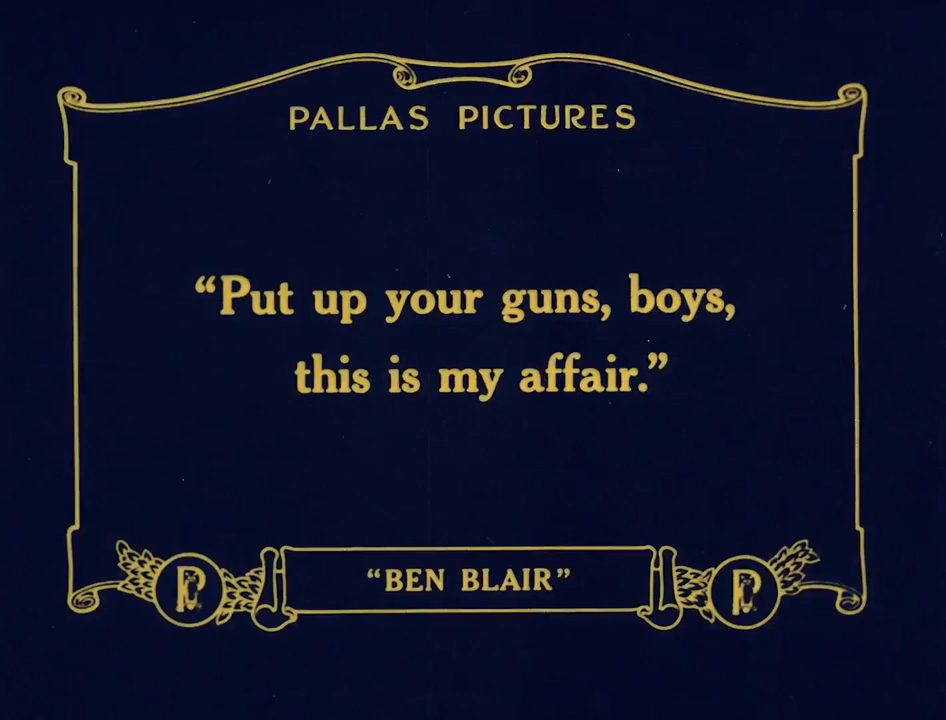 PALLAS PICTURES
“Put up your guns, boys,
this is my affair.”
“BEN BLAIR”